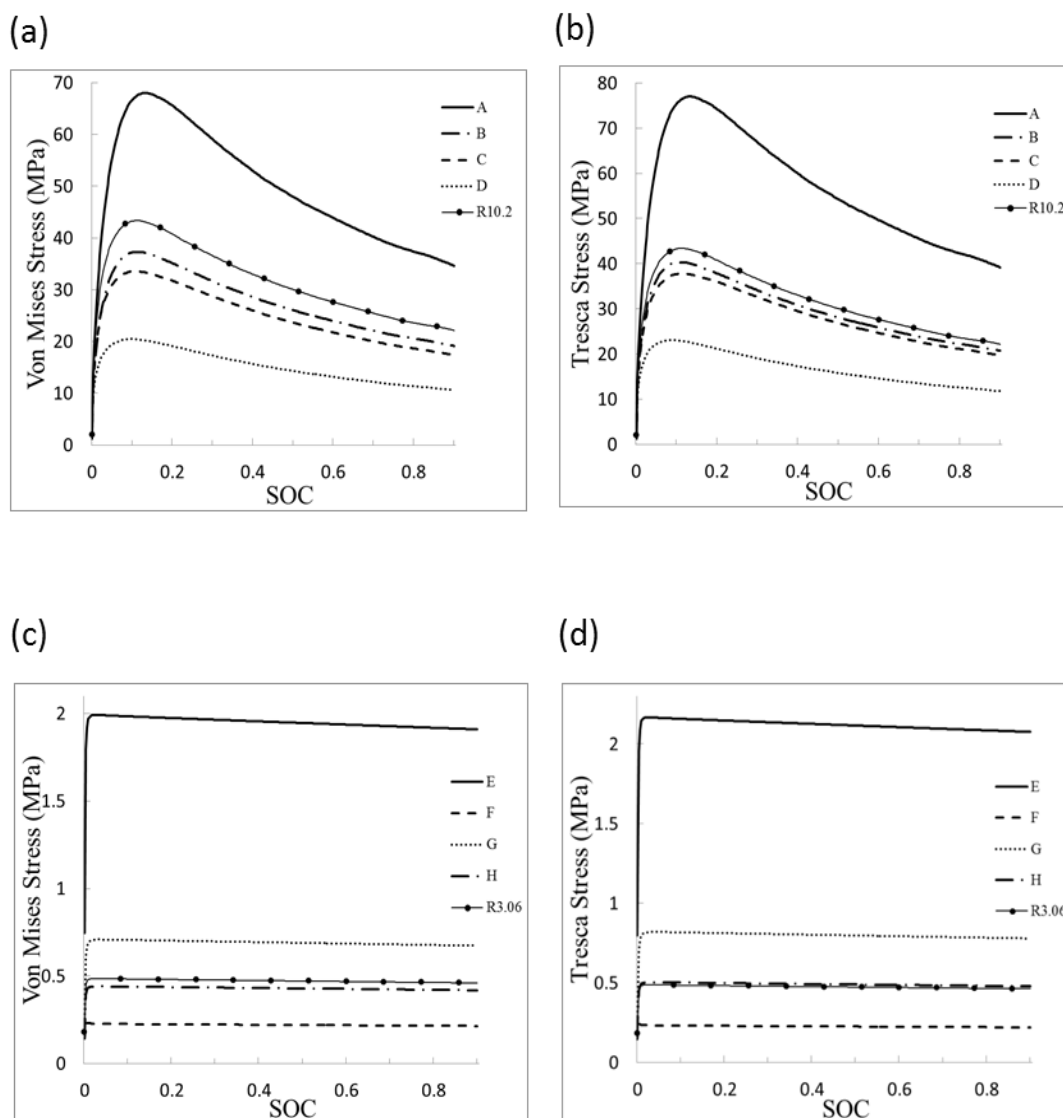 (a)
Von Mises Stress (MPa)
70
60
50
40
30
20
10
0
0 0.2 0.4 0.6 0.8
SOC
A
B
C
D
R10.2
(b)
Tresca Stress (MPa)
80
70
60
50
40
30
20
10
0
0 0.2 0.4 0.6 0.8
SOC
A
B
C
D
R10.2
(c)
Von Mises Stress (MPa)
2
1.5
1
0.5
0
0 0.2 0.4 0.6 0.8
SOC
E
F
G
H
R3.06
(d)
Tresca Stress (MPa)
2
1.5
1
0.5
0
0 0.2 0.4 0.6 0.8
SOC
E
F
G
H
R3.06